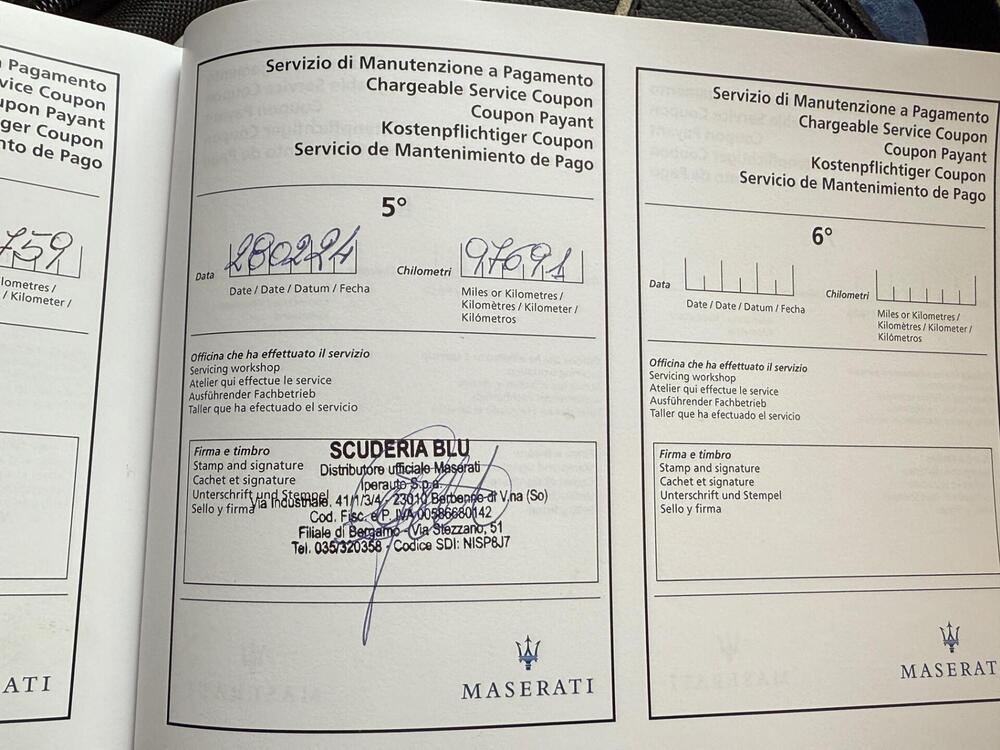 a Pagamento
vice Coupon
upon Payant
iger Coupon
nto de Pago
759
ilometres /
/ Kilometer /
ATI
Servizio di Manutenzione a Pagamento
Chargeable Service Coupon
Coupon Payant
Kostenpflichtiger Coupon
Servicio de Mantenimiento de Pago
5°
Data 280224
Date / Date / Datum / Fecha
Chilometri 97691
Miles or Kilometres /
Kilomètres / Kilometer /
Kilómetros
Officina che ha effettuato il servizio
Servicing workshop
Atelier qui effectue le service
Ausführender Fachbetrieb
Taller que ha efectuado el servicio
Firma e timbro
Stamp and signature
Cachet et signature
Unterschrift und Stempel
Sello y firma
SCUDERIA BLU
Distributore ufficiale Maserati
Iperauto S.p.a.
Via Industriale, 41/1/3/4 - 23010 Berbenno di V.na (So)
Cod. Fisc. e P. IVA 00586680142
Filiale di Bergamo - Via Stezzano, 51
Tel. 035/320358 - Codice SDI: NISP8J7
MASERATI
Servizio di Manutenzione a Pagamento
Chargeable Service Coupon
Coupon Payant
Kostenpflichtiger Coupon
Servicio de Mantenimiento de Pago
6°
Data
Date / Date / Datum / Fecha
Chilometri
Miles or Kilometres /
Kilomètres / Kilometer /
Kilómetros
Officina che ha effettuato il servizio
Servicing workshop
Atelier qui effectue le service
Ausführender Fachbetrieb
Taller que ha efectuado el servicio
Firma e timbro
Stamp and signature
Cachet et signature
Unterschrift und Stempel
Sello y firma
MASERAT